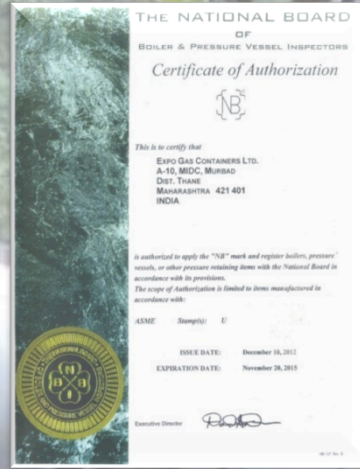 THE NATIONAL BOARD
OF
BOILER & PRESSURE VESSEL INSPECTORS
Certificate of Authorization
NB
This is to certify that
EXPO GAS CONTAINERS LTD.
A-10, MIDC, MURBAD
DIST. THANE
MAHARASHTRA 421 401
INDIA
is authorized to apply the "NB" mark and register boilers, pressure
vessels, or other pressure retaining items with the National Board in
accordance with its provisions.
The scope of Authorization is limited to items manufactured in
accordance with:
ASME Stamp(s): U
ISSUE DATE: December 10, 2012
EXPIRATION DATE: November 20, 2015
Executive Director